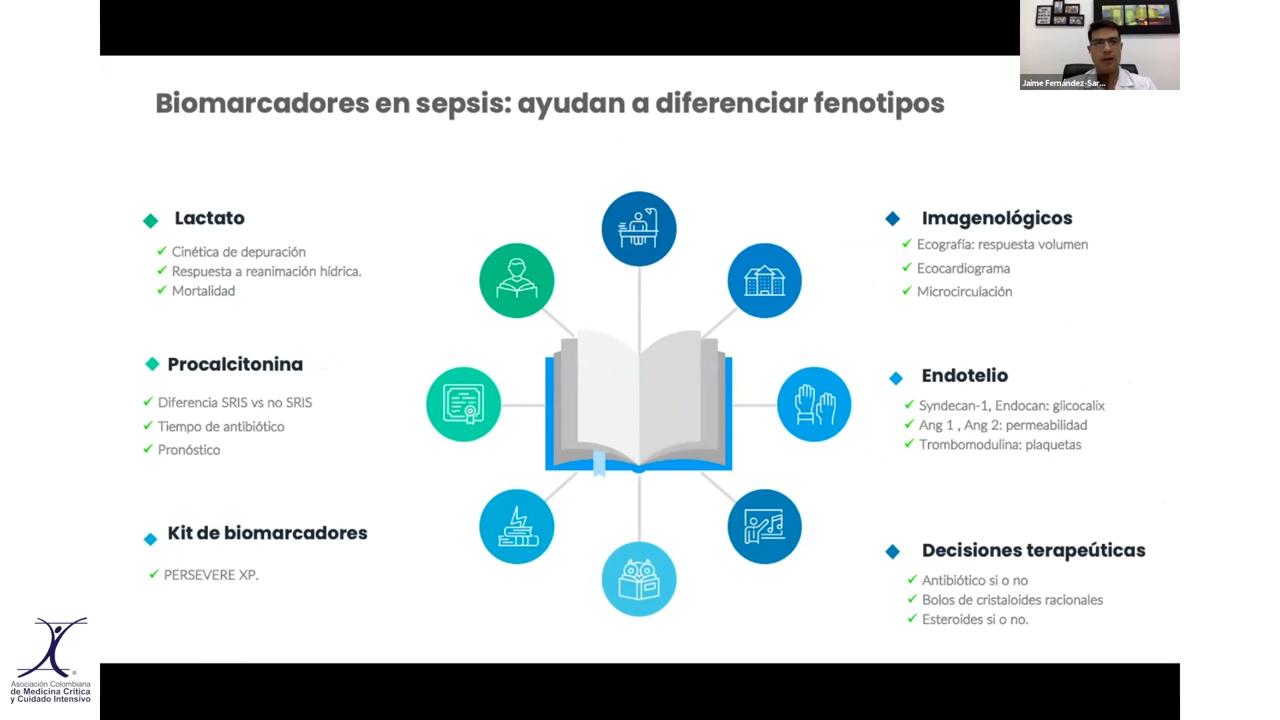 Jaime Fernández-Sar...
Biomarcadores en sepsis: ayudan a diferenciar fenotipos
Lactato
Cinética de depuración
Respuesta a reanimación hídrica.
Mortalidad
Procalcitonina
Diferencia SRIS vs no SRIS
Tiempo de antibiótico
Pronóstico
Kit de biomarcadores
PERSEVERE XP.
Imagenológicos
Ecografía: respuesta volumen
Ecocardiograma
Microcirculación
Endotelio
Syndecan-1, Endocan: glicocalix
Ang 1 , Ang 2: permeabilidad
Trombomodulina: plaquetas
Decisiones terapeúticas
Antibiótico si o no
Bolos de cristaloides racionales
Esteroides si o no.
Asociación Colombiana
de Medicina Crítica
y Cuidado Intensivo